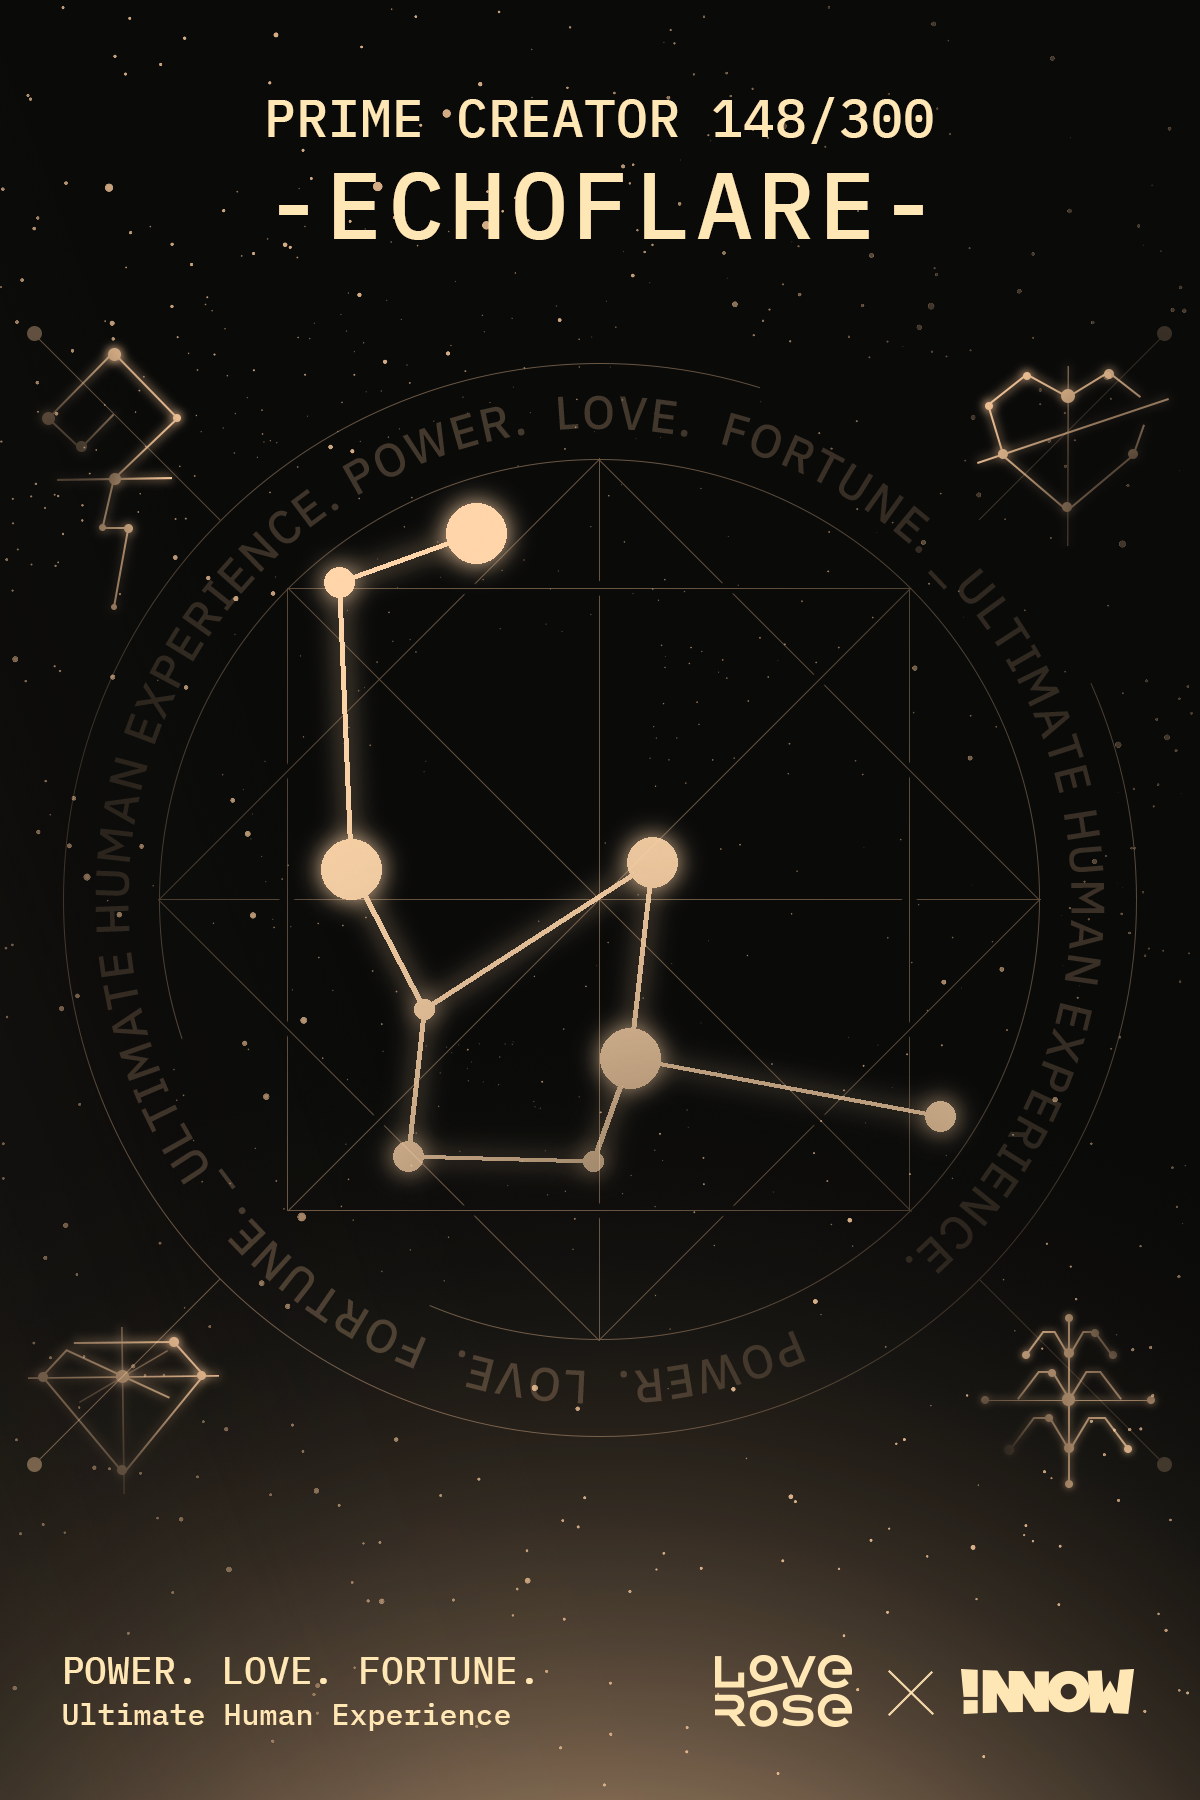 PRIME CREATOR 148/300
-ECHOFLARE-
POWER. LOVE. FORTUNE. — ULTIMATE HUMAN EXPERIENCE.
POWER. LOVE. FORTUNE. — ULTIMATE HUMAN EXPERIENCE.
POWER. LOVE. FORTUNE.
Ultimate Human Experience
LOVE
ROSE
!NNOW